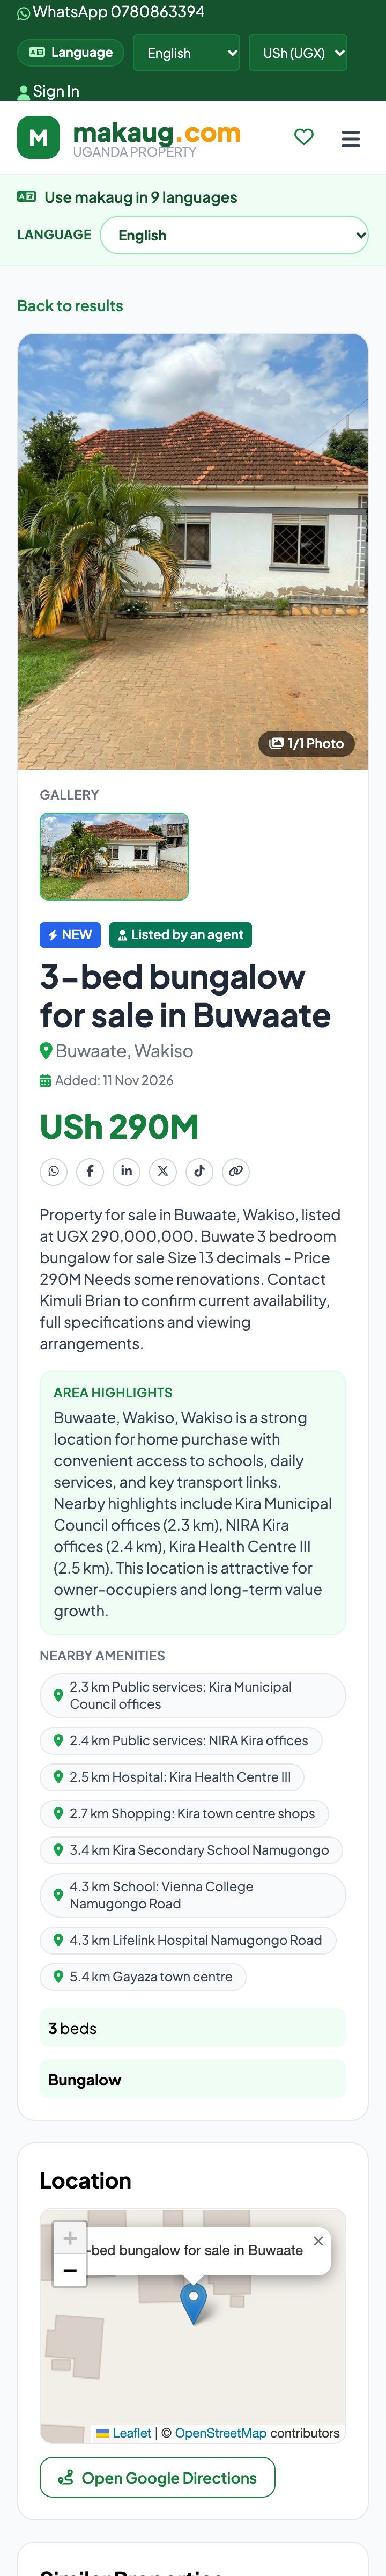 WhatsApp 0780863394
Language
English
USh (UGX)
Sign In
M
makaug.com
UGANDA PROPERTY
Use makaug in 9 languages
LANGUAGE
English
Back to results
1/1 Photo
GALLERY
NEW
Listed by an agent
3-bed bungalow
for sale in Buwaate
Buwaate, Wakiso
Added: 11 Nov 2026
USh 290M
Property for sale in Buwaate, Wakiso, listed
at UGX 290,000,000. Buwate 3 bedroom
bungalow for sale Size 13 decimals - Price
290M Needs some renovations. Contact
Kimuli Brian to confirm current availability,
full specifications and viewing
arrangements.
AREA HIGHLIGHTS
Buwaate, Wakiso, Wakiso is a strong
location for home purchase with
convenient access to schools, daily
services, and key transport links.
Nearby highlights include Kira Municipal
Council offices (2.3 km), NIRA Kira
offices (2.4 km), Kira Health Centre III
(2.5 km). This location is attractive for
owner-occupiers and long-term value
growth.
NEARBY AMENITIES
2.3 km Public services: Kira Municipal
Council offices
2.4 km Public services: NIRA Kira offices
2.5 km Hospital: Kira Health Centre III
2.7 km Shopping: Kira town centre shops
3.4 km Kira Secondary School Namugongo
4.3 km School: Vienna College
Namugongo Road
4.3 km Lifelink Hospital Namugongo Road
5.4 km Gayaza town centre
3 beds
Bungalow
Location
+
-bed bungalow for sale in Buwaate
×
−
Leaflet | © OpenStreetMap contributors
Open Google Directions
Similar Properties